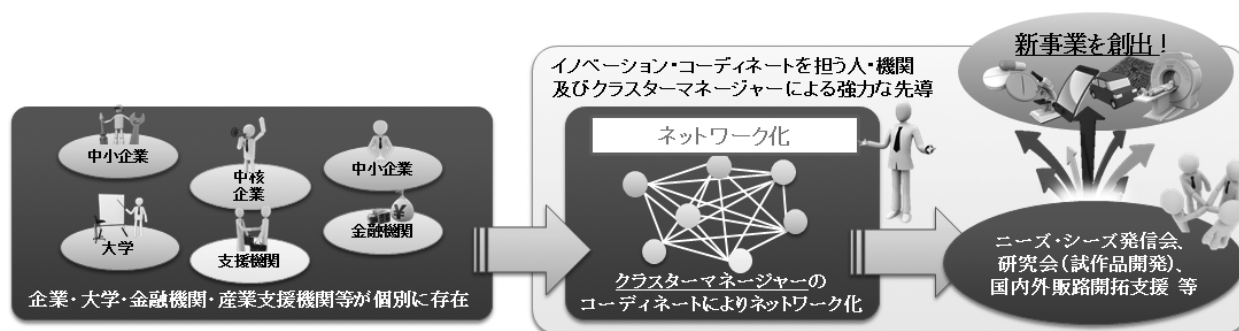 新事業を創出！
イノベーション・コーディネートを担う人・機関
及びクラスターマネージャーによる強力な先導
ネットワーク化
中小企業
中核
企業
中小企業
大学
支援機関
金融機関
¥
企業・大学・金融機関・産業支援機関等が個別に存在
クラスターマネージャーの
コーディネートによりネットワーク化
ニーズ・シーズ発信会、
研究会（試作品開発）、
国内外販路開拓支援 等